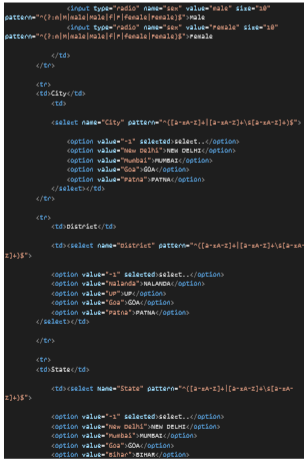 <input type="radio" name="sex" value="male" size="10"
pattern="^(?:m|M|male|Male|f|F|female|Female)$">Male
<input type="radio" name="sex" value="Female" size="10"
pattern="^(?:m|M|male|Male|f|F|female|Female)$">Female
</td>
</tr>
<tr>
<td>City</td>
<td>
<select name="City" pattern="^([a-zA-Z]+|[a-zA-Z]+\s[a-zA-Z]+)$">
<option value="-1" selected>select..</option>
<option value="New Delhi">NEW DELHI</option>
<option value="Mumbai">MUMBAI</option>
<option value="Goa">GOA</option>
<option value="Patna">PATNA</option>
</select></td>
</tr>
<tr>
<td>District</td>
<td><select name="District" pattern="^([a-zA-Z]+|[a-zA-Z]+\s[a-zA-
Z]+)$">
<option value="-1" selected>select..</option>
<option value="Nalanda">NALANDA</option>
<option value="UP">UP</option>
<option value="Goa">GOA</option>
<option value="Patna">PATNA</option>
</select></td>
</tr>
<tr>
<td>State</td>
<td><select Name="State" pattern="^([a-zA-Z]+|[a-zA-Z]+\s[a-zA-
Z]+)$">
<option value="-1" selected>select..</option>
<option value="New Delhi">NEW DELHI</option>
<option value="Mumbai">MUMBAI</option>
<option value="Goa">GOA</option>
<option value="Bihar">BIHAR</option>